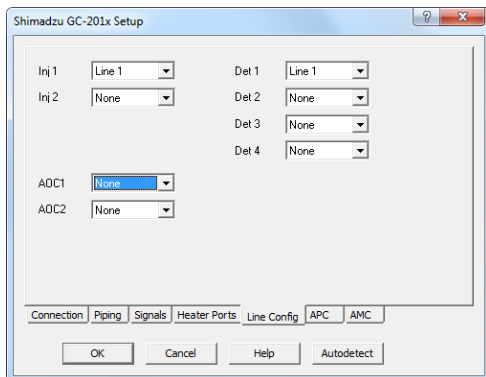 Shimadzu GC-201x Setup
Inj 1 Line 1 Det 1 Line 1
Inj 2 None Det 2 None
Det 3 None
Det 4 None
AOC1 None
AOC2 None
Connection Piping Signals Heater Ports Line Config APC AMC
OK Cancel Help Autodetect